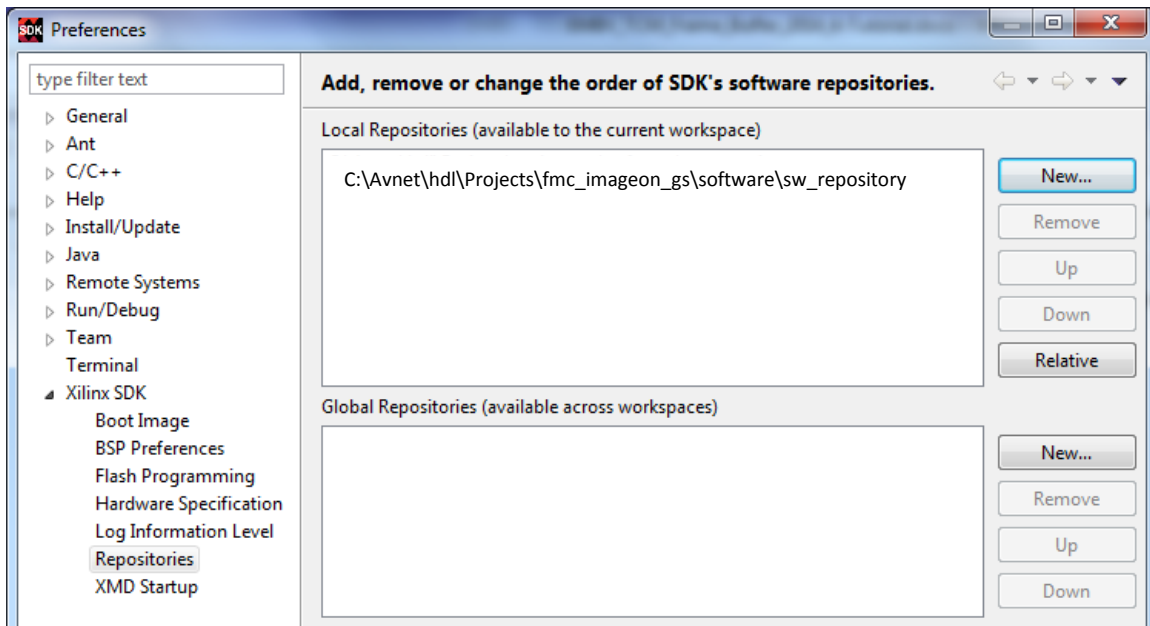 SDK Preferences
type filter text
General
Ant
C/C++
Help
Install/Update
Java
Remote Systems
Run/Debug
Team
Terminal
Xilinx SDK
Boot Image
BSP Preferences
Flash Programming
Hardware Specification
Log Information Level
Repositories
XMD Startup
Add, remove or change the order of SDK's software repositories.
Local Repositories (available to the current workspace)
C:\Avnet\hdl\Projects\fmc_imageon_gs\software\sw_repository
New...
Remove
Up
Down
Relative
Global Repositories (available across workspaces)
New...
Remove
Up
Down